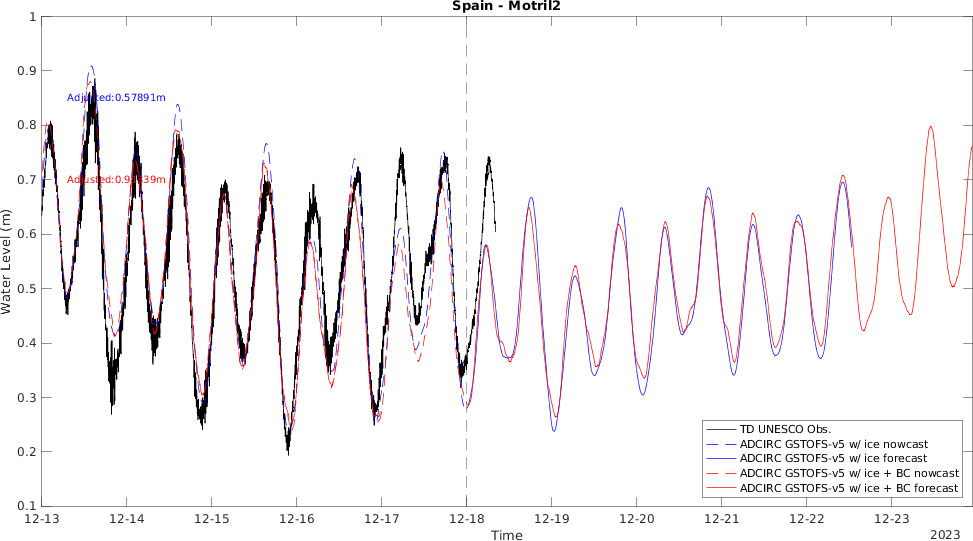 Spain - Motril2
Water Level (m)
1
0.9
0.8
0.7
0.6
0.5
0.4
0.3
0.2
0.1
Adjusted:0.57891m
12-13
12-14
12-15
12-16
12-17
12-18
12-19
12-20
12-21
12-22
12-23
Time
2023
TD UNESCO Obs.
ADCIRC GSTOFS-v5 w/ ice nowcast
ADCIRC GSTOFS-v5 w/ ice forecast
ADCIRC GSTOFS-v5 w/ ice + BC nowcast
ADCIRC GSTOFS-v5 w/ ice + BC forecast